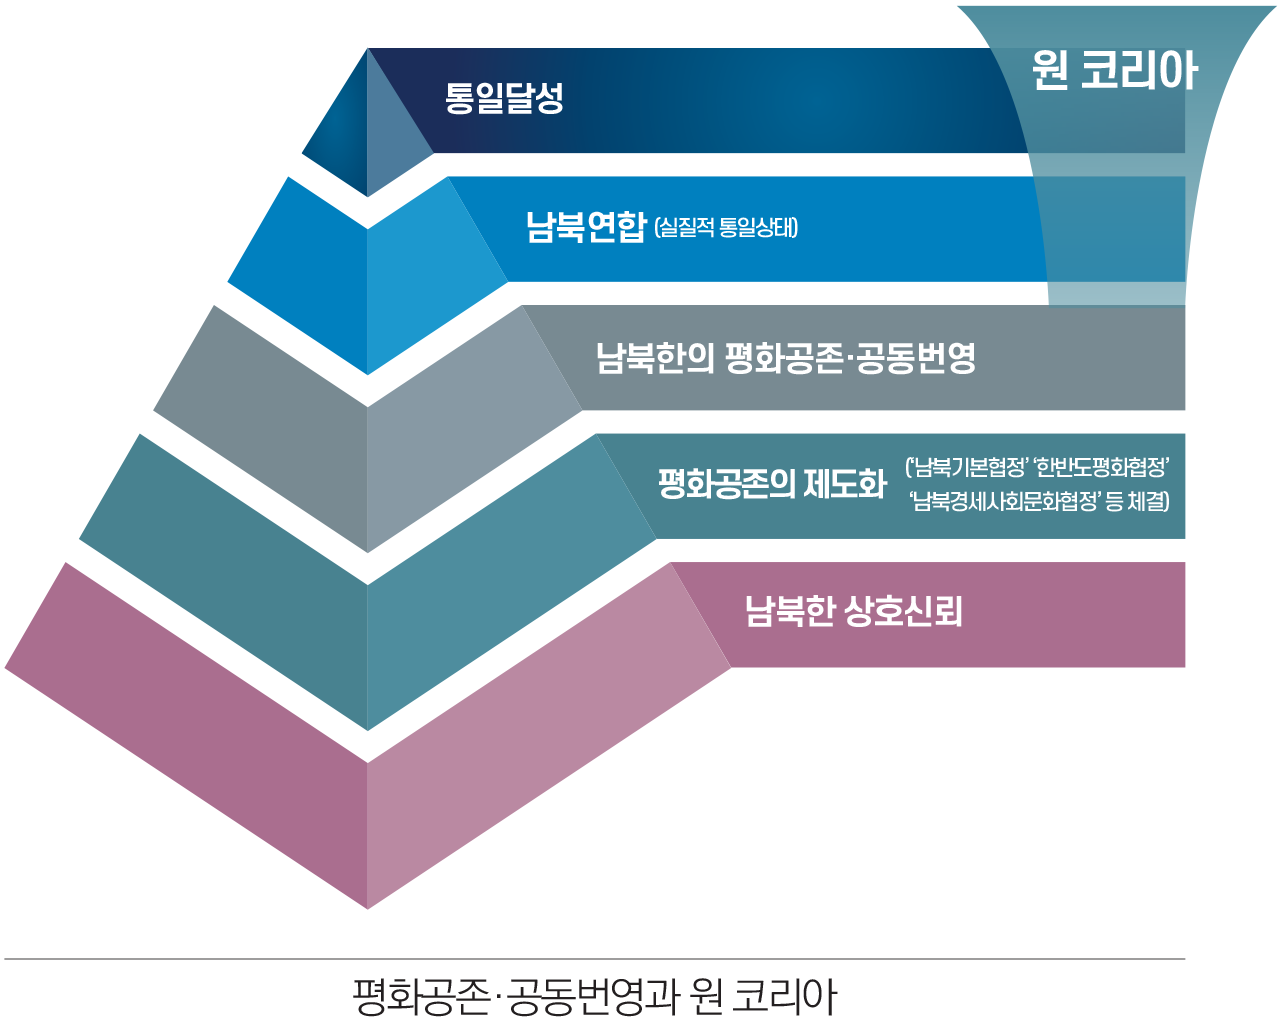 원 코리아
통일달성
남북연합 (실질적 통일상태)
남북한의 평화공존·공동번영
평화공존의 제도화 (‘남북기본협정’ ‘한반도평화협정’
‘남북경세사회문화협정’ 등 체결)
남북한 상호신뢰
평화공존·공동번영과 원 코리아